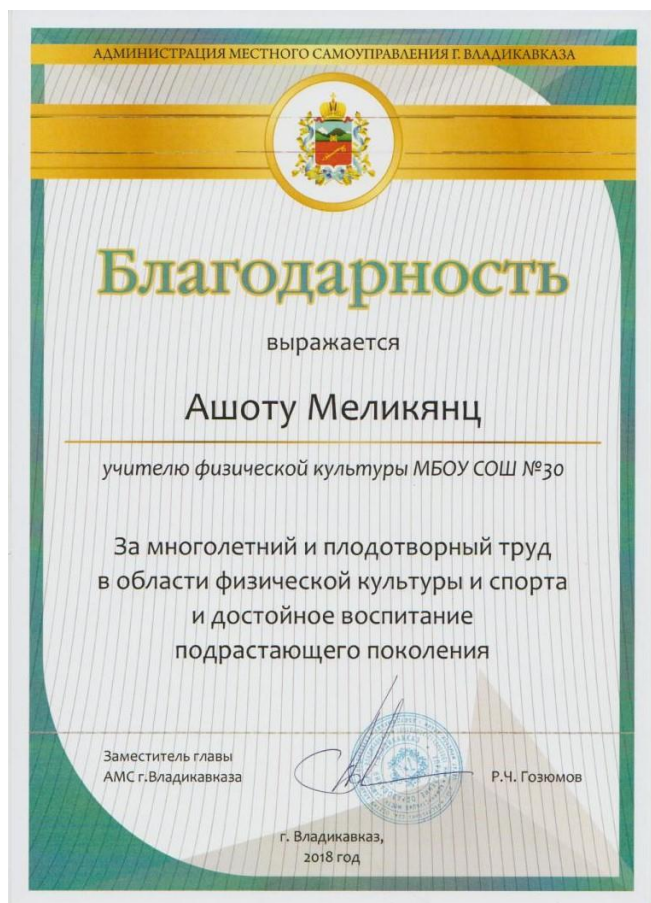 АДМИНИСТРАЦИЯ МЕСТНОГО САМОУПРАВЛЕНИЯ Г. ВЛАДИКАВКАЗА
Благодарность
выражается
Ашоту Меликянц
учителю физической культуры МБОУ СОШ №30
За многолетний и плодотворный труд
в области физической культуры и спорта
и достойное воспитание
подрастающего поколения
Заместитель главы
АМС г.Владикавказа
Р.Ч. Гозюмов
г. Владикавказ,
2018 год